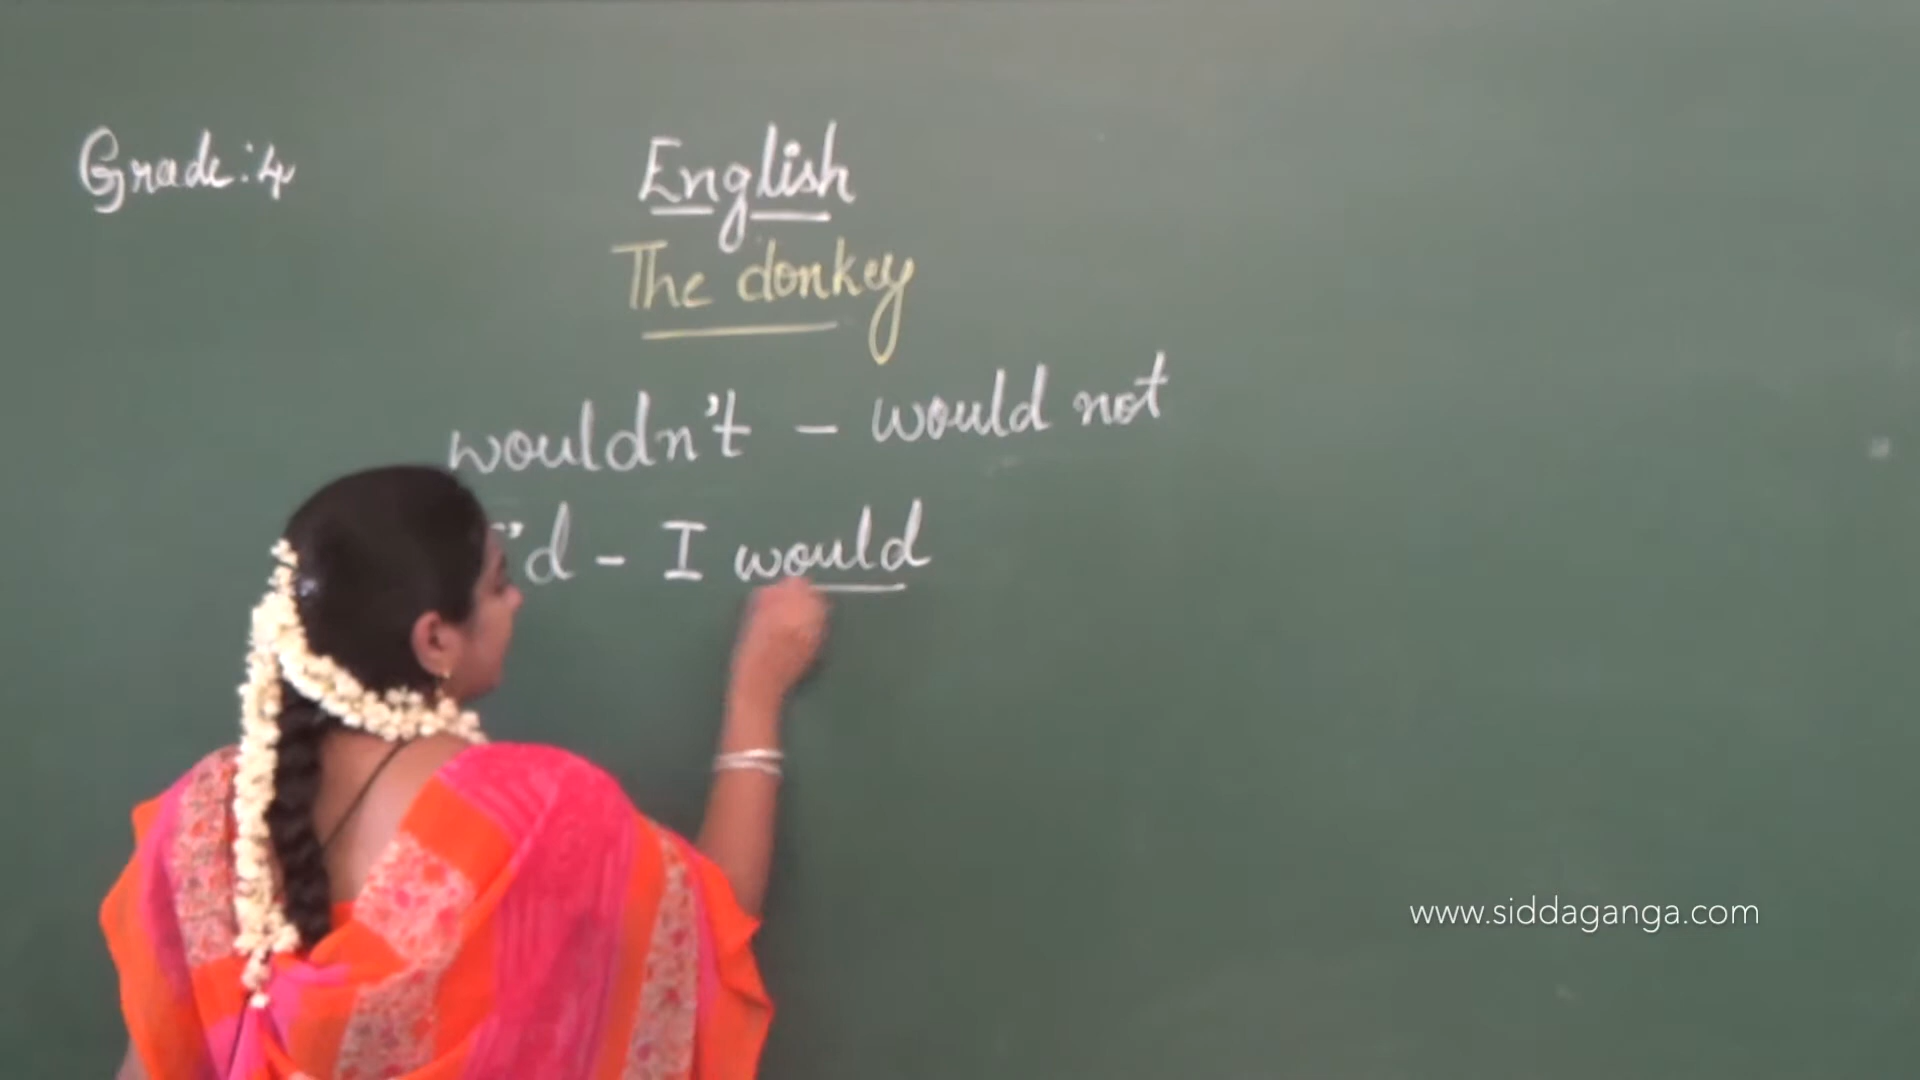 Grade:4
English
The donkey
wouldn't - would not
'd - I would
www.siddaganga.com